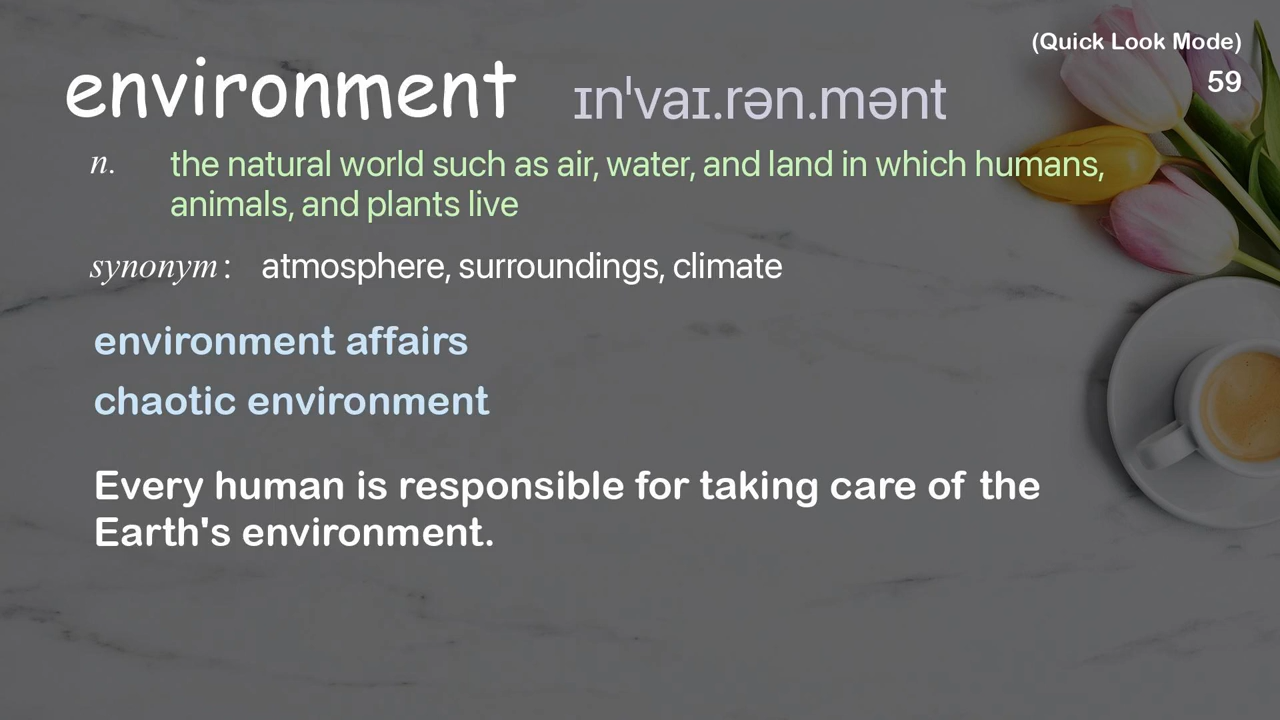 (Quick Look Mode)
environment ɪnˈvaɪ.rən.mənt
59
n. the natural world such as air, water, and land in which humans,
animals, and plants live
synonym : atmosphere, surroundings, climate
environment affairs
chaotic environment
Every human is responsible for taking care of the
Earth's environment.